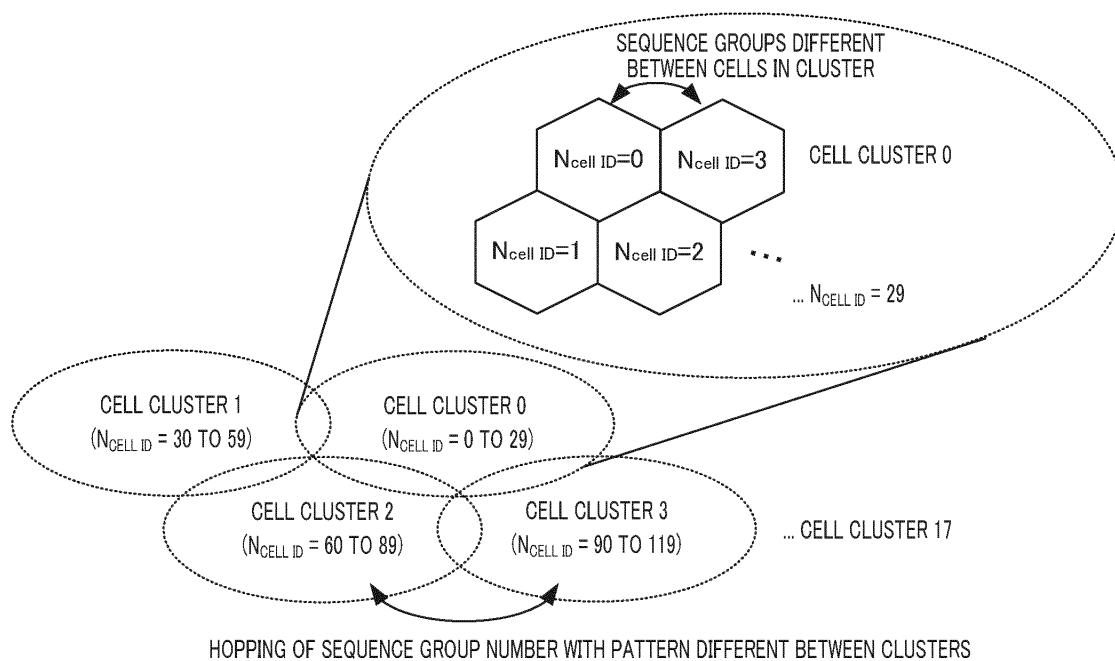 SEQUENCE GROUPS DIFFERENT
BETWEEN CELLS IN CLUSTER
Ncell ID=0
Ncell ID=3
CELL CLUSTER 0
Ncell ID=1
Ncell ID=2
...
... NCELL ID = 29
CELL CLUSTER 1
(NCELL ID = 30 TO 59)
CELL CLUSTER 0
(NCELL ID = 0 TO 29)
CELL CLUSTER 2
(NCELL ID = 60 TO 89)
CELL CLUSTER 3
(NCELL ID = 90 TO 119)
... CELL CLUSTER 17
HOPPING OF SEQUENCE GROUP NUMBER WITH PATTERN DIFFERENT BETWEEN CLUSTERS